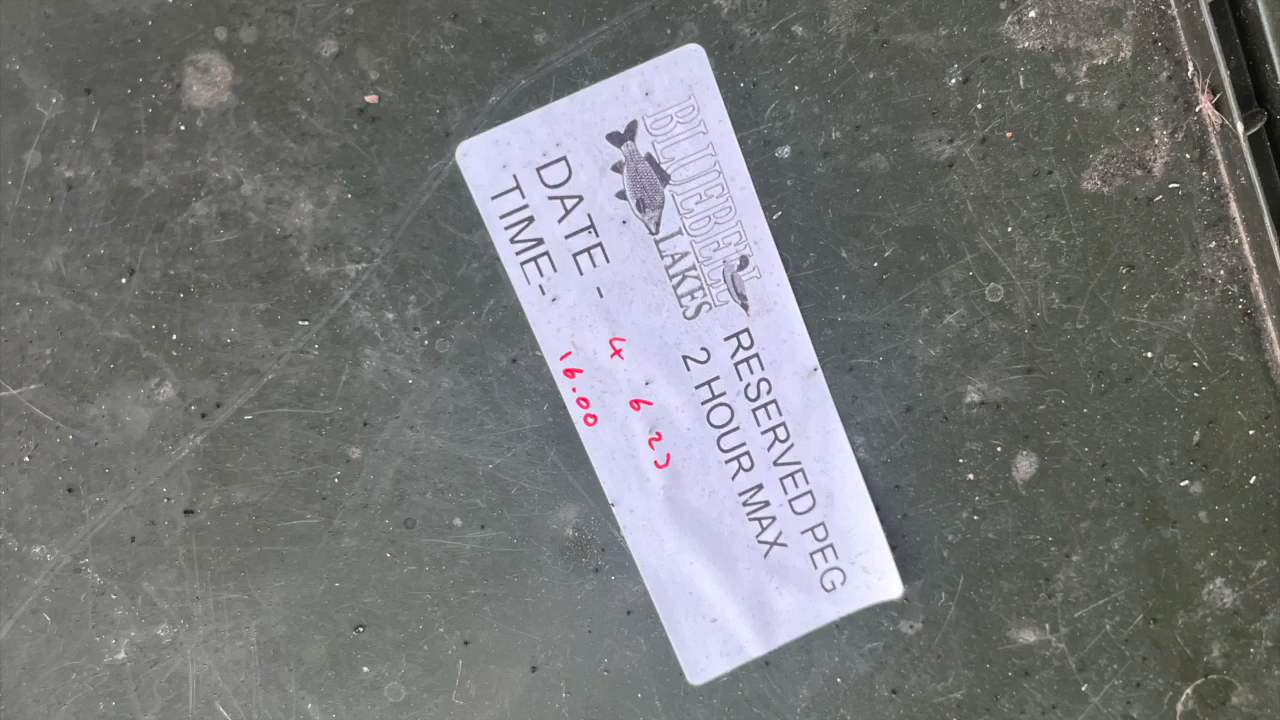 BLUEBELL
LAKES
RESERVED PEG
2 HOUR MAX
DATE - 4 6 23
TIME- 16.00